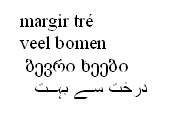 margir tré
veel bomen
ბევრი ხეები
درخت سے بہت